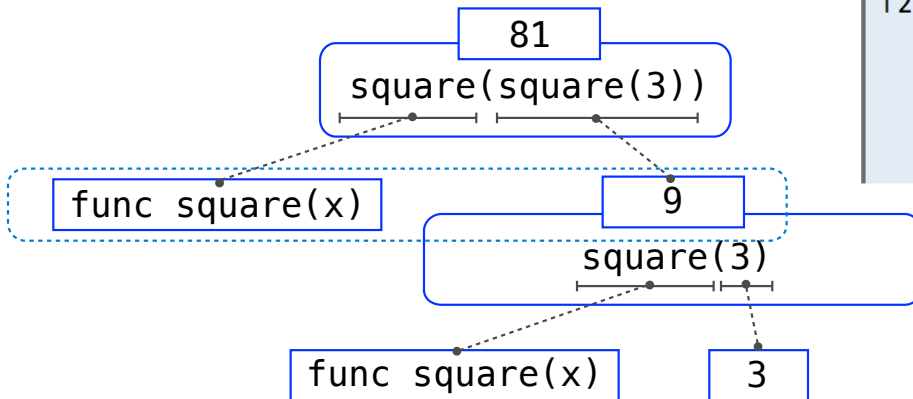 81
square(square(3))
func square(x)
9
square(3)
func square(x)
3